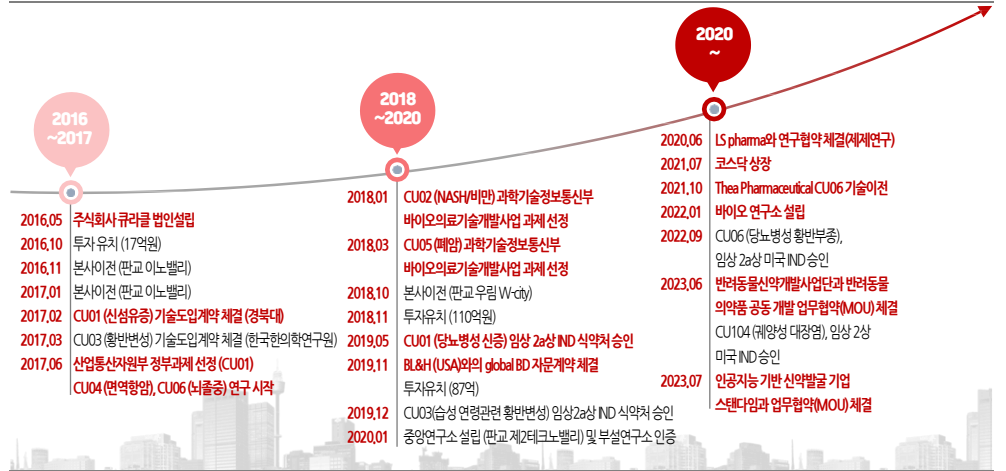 2016
~2017
2016.05 주식회사 큐라클 법인설립
2016.10 투자 유치 (17억원)
2016.11 본사이전 (판교 이노밸리)
2017.01 본사이전 (판교 이노밸리)
2017.02 CU01 (신섬유증) 기술도입계약 체결 (경북대)
2017.03 CU03 (황반변성) 기술도입계약 체결 (한국한의학연구원)
2017.06 산업통산자원부 정부과제 선정 (CU01)
CU04 (면역항암), CU06 (뇌졸중) 연구 시작
2018
~2020
2018.01 CU02 (NASH/비만) 과학기술정보통신부
바이오의료기술개발사업 과제 선정
2018.03 CU05 (폐암) 과학기술정보통신부
바이오의료기술개발사업 과제 선정
2018.10 본사이전 (판교 우림 W-city)
2018.11 투자유치 (110억원)
2019.05 CU01 (당뇨병성 신증) 임상 2a상 IND 식약처 승인
2019.11 BL&H (USA)와의 global BD 자문계약 체결
투자유치 (87억)
2019.12 CU03(습성 연령관련 황반변성) 임상2a상 IND 식약처 승인
2020.01 중앙연구소 설립 (판교 제2테크노밸리) 및 부설연구소 인증
2020
~
2020.06 LS pharma와 연구협약 체결(제제연구)
2021.07 코스닥 상장
2021.10 Thea Pharmaceutical CU06 기술이전
2022.01 바이오 연구소 설립
2022.09 CU06 (당뇨병성 황반부종),
임상 2a상 미국 IND 승인
2023.06 반려동물신약개발사업단과 반려동물
의약품 공동 개발 업무협약(MOU) 체결
CU104 (궤양성 대장염), 임상 2상
미국 IND 승인
2023.07 인공지능 기반 신약발굴 기업
스탠다임과 업무협약(MOU) 체결